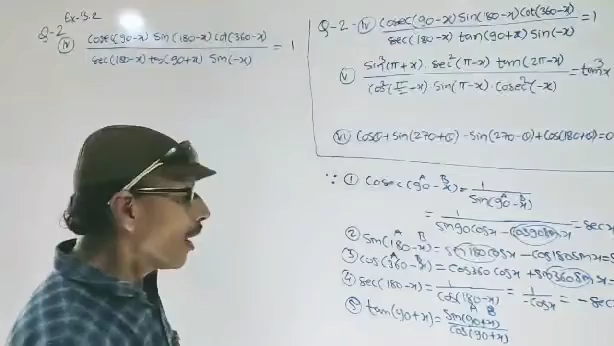 Ex-3.2
Q-2
(iv) cosec(90-x) sin(180-x) cot(360-x) / sec(180-x) tan(90+x) sin(-x) = 1
Q-2- (iv) cosec(90-x) sin(180-x) cot(360-x) / sec(180-x) tan(90+x) sin(-x) = 1
(v) sin³(π+x) sec²(π-x) tan(2π-x) / cos²(π/2-x) sin(π-x) · cosec²(-x) = tan³x
(vi) cosθ + sin(270+θ) - sin(270-θ) + cos(180+θ) = 0
∵ ① cosec(90-x) = 1 / sin(90-x)
A B
A B
= 1 / sin90cosx - cos90sinx = secx
② sin(180-x) = sin180cosx - cos180sinx =
A B
③ cos(360-x) = cos360cosx + sin360sinx
A B
④ sec(180-x) = 1 / cos(180-x) = 1 / -cosx = -sec
⑤ tan(90+x) = sin(90+x) / cos(90+x)
A B